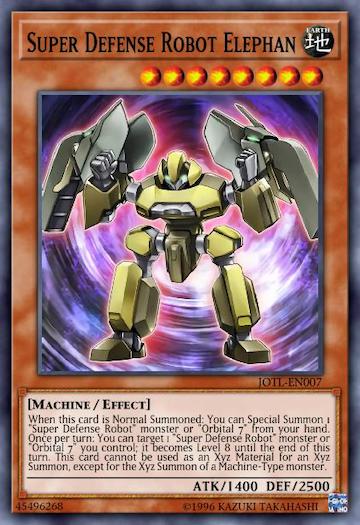 SUPER DEFENSE ROBOT ELEPHAN
EARTH
地
JOTL-EN007
[MACHINE / EFFECT]
When this card is Normal Summoned: You can Special Summon 1
"Super Defense Robot" monster or "Orbital 7" from your hand.
Once per turn: You can target 1 "Super Defense Robot" monster or
"Orbital 7" you control; it becomes Level 8 until the end of this
turn. This card cannot be used as an Xyz Material for an Xyz
Summon, except for the Xyz Summon of a Machine-Type monster.
ATK/1400 DEF/2500
45496268
©1996 KAZUKI TAKAHASHI